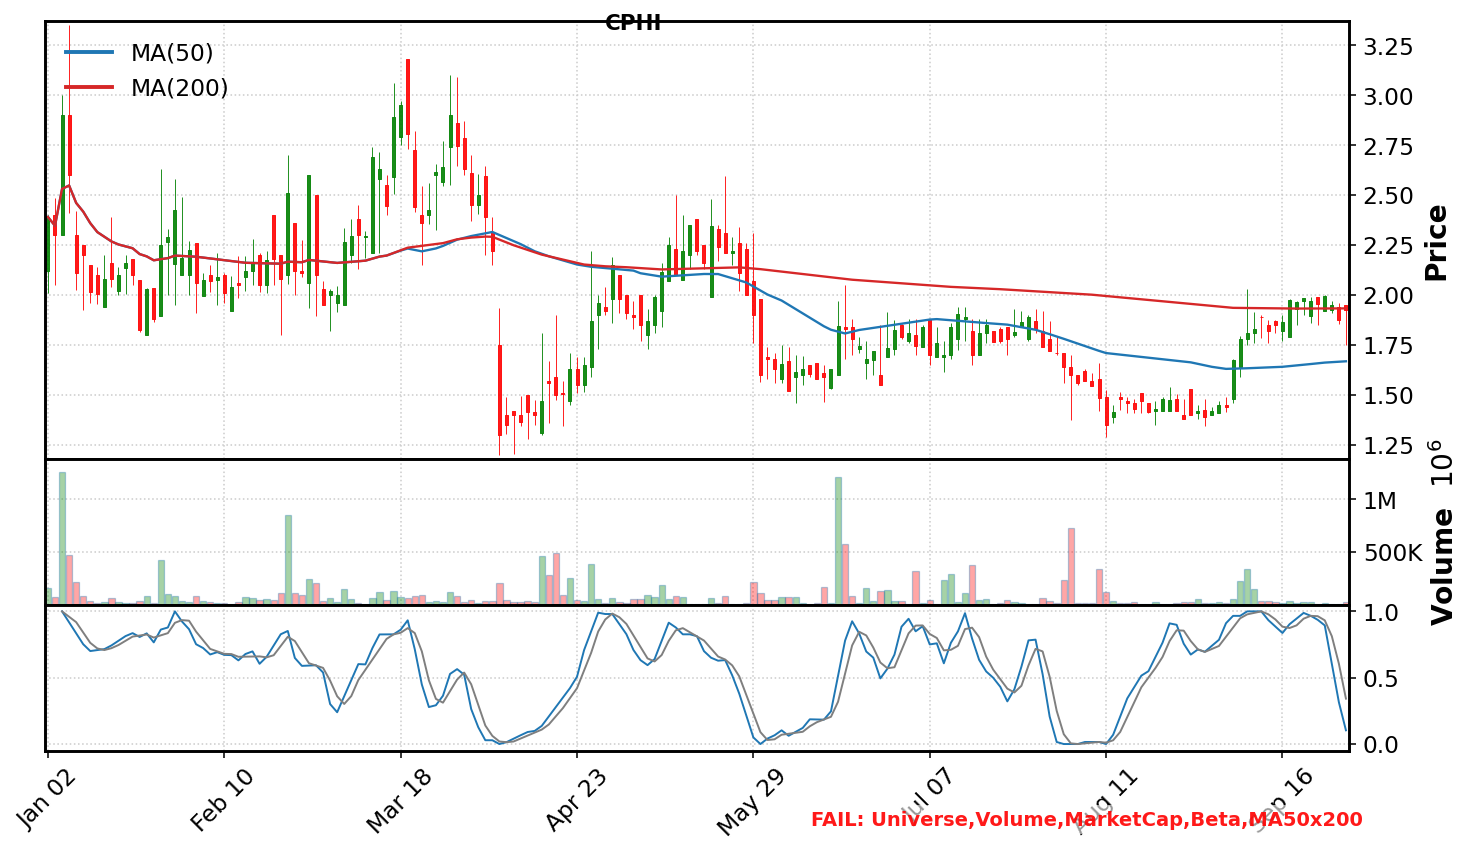 CPHI
MA(50)
MA(200)
3.25
3.00
2.75
2.50
2.25
2.00
1.75
1.50
1.25
Price
1M
500K
Volume 10⁶
1.0
0.5
0.0
Jan 02
Feb 10
Mar 18
Apr 23
May 29
Jul 07
Aug 11
Sep 16
FAIL: Universe,Volume,MarketCap,Beta,MA50x200